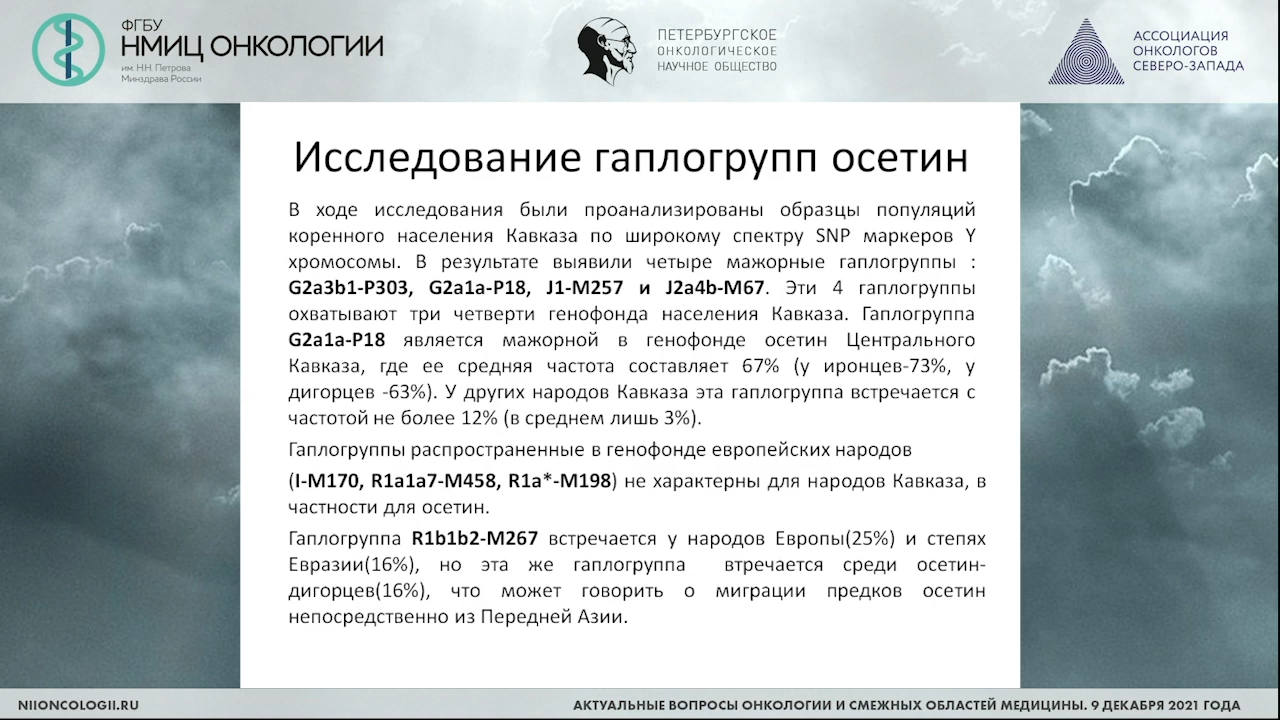 ФГБУ
НМИЦ ОНКОЛОГИИ
им. Н.Н. Петрова
Минздрава России
ПЕТЕРБУРГСКОЕ
ОНКОЛОГИЧЕСКОЕ
НАУЧНОЕ ОБЩЕСТВО
АССОЦИАЦИЯ
ОНКОЛОГОВ
СЕВЕРО-ЗАПАДА
Исследование гаплогрупп осетин
В ходе исследования были проанализированы образцы популяций
коренного населения Кавказа по широкому спектру SNP маркеров Y
хромосомы. В результате выявили четыре мажорные гаплогруппы :
G2a3b1-P303, G2a1a-P18, J1-M257 и J2a4b-M67. Эти 4 гаплогруппы
охватывают три четверти генофонда населения Кавказа. Гаплогруппа
G2a1a-P18 является мажорной в генофонде осетин Центрального
Кавказа, где ее средняя частота составляет 67% (у иронцев-73%, у
дигорцев -63%). У других народов Кавказа эта гаплогруппа встречается с
частотой не более 12% (в среднем лишь 3%).
Гаплогруппы распространенные в генофонде европейских народов
(I-M170, R1a1a7-M458, R1a*-M198) не характерны для народов Кавказа, в
частности для осетин.
Гаплогруппа R1b1b2-M267 встречается у народов Европы(25%) и степях
Евразии(16%), но эта же гаплогруппа втречается среди осетин-
дигорцев(16%), что может говорить о миграции предков осетин
непосредственно из Передней Азии.
NIIONCOLOGII.RU
АКТУАЛЬНЫЕ ВОПРОСЫ ОНКОЛОГИИ И СМЕЖНЫХ ОБЛАСТЕЙ МЕДИЦИНЫ. 9 ДЕКАБРЯ 2021 ГОДА